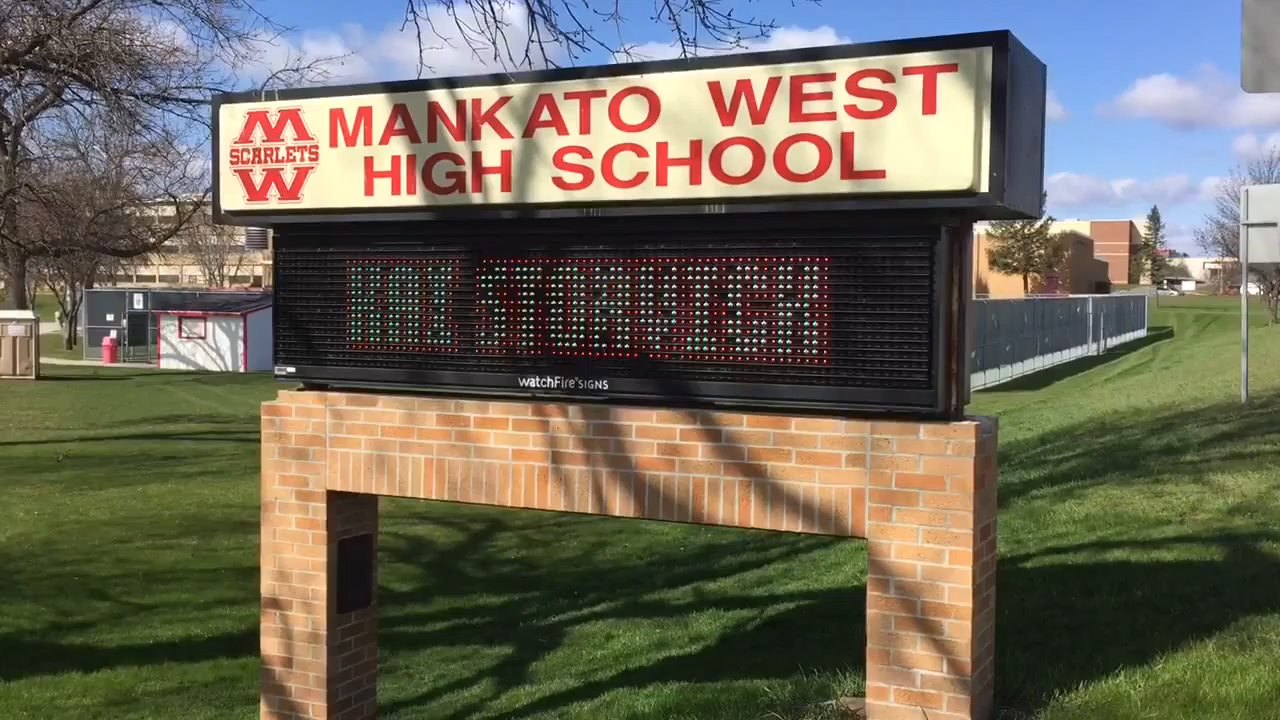 M
SCARLETS
W
MANKATO WEST
HIGH SCHOOL
watchFire SIGNS